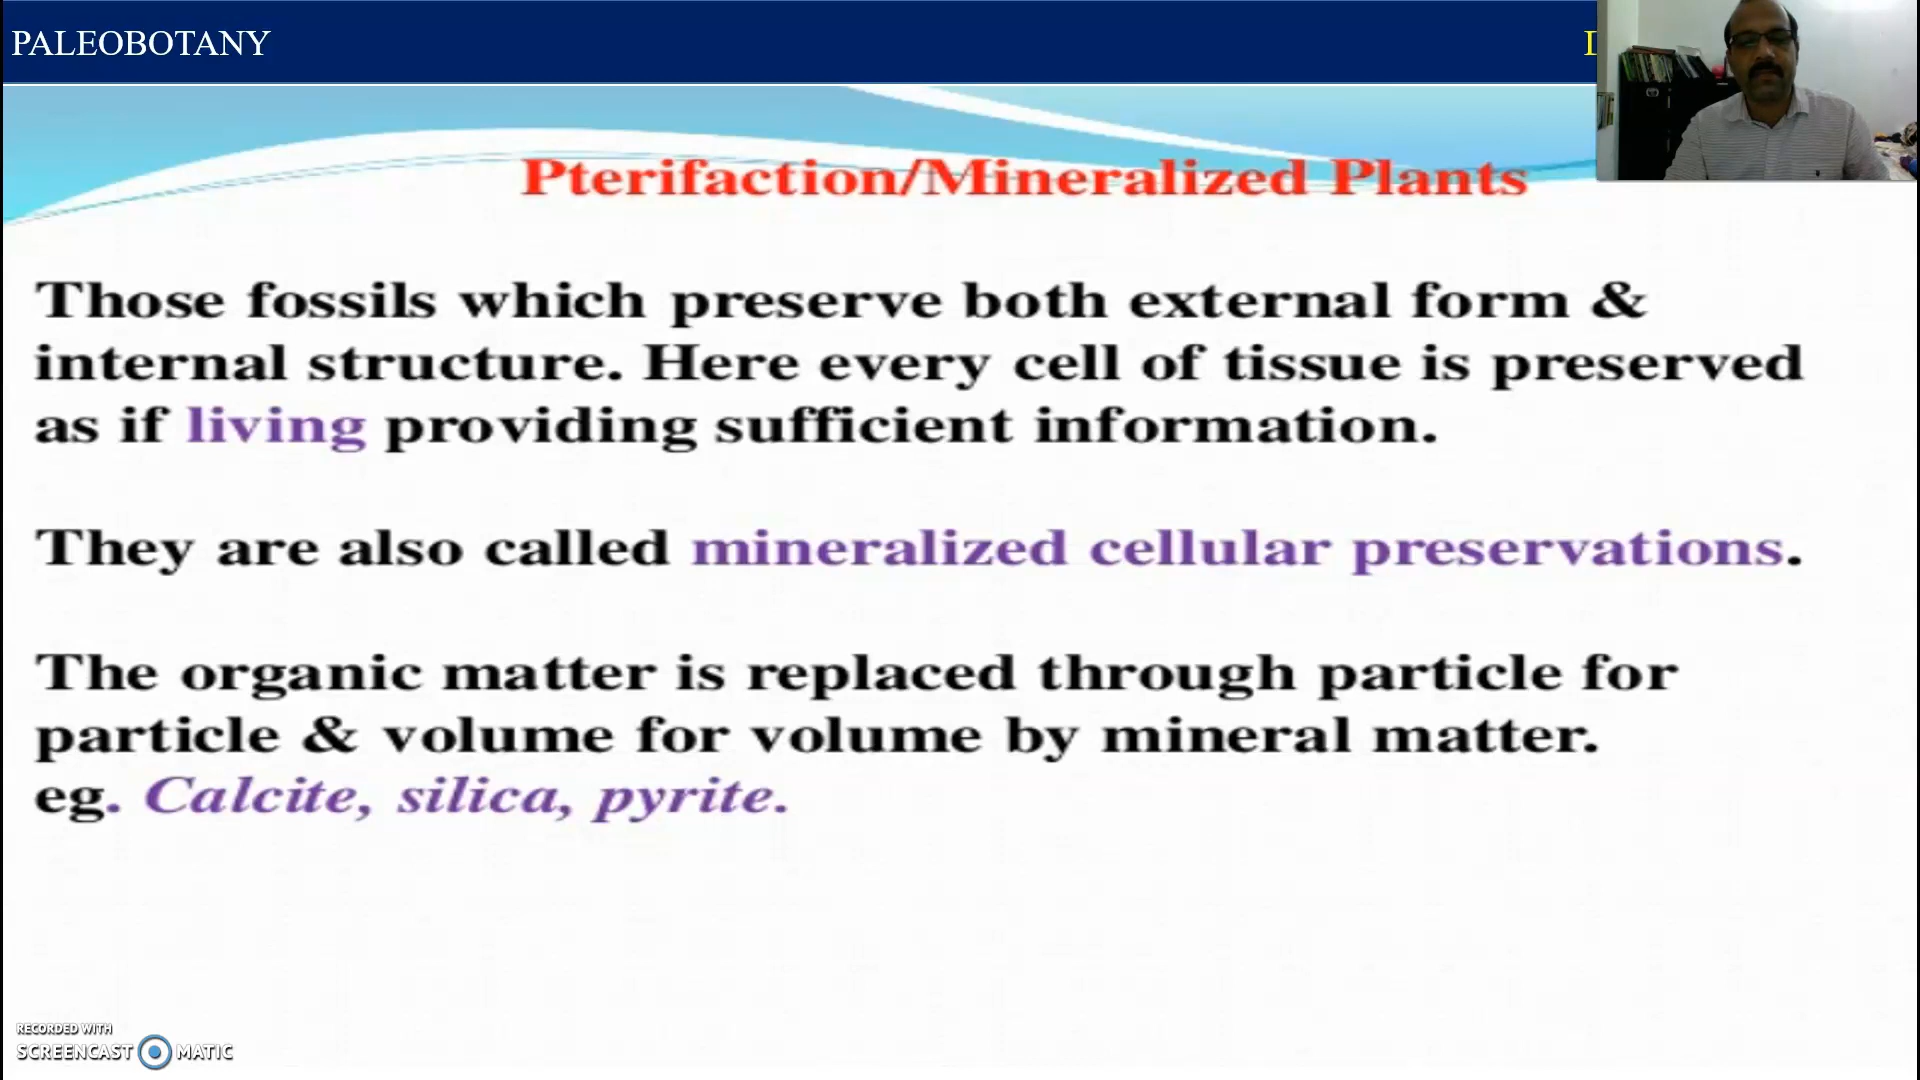 PALEOBOTANY
Pterifaction/Mineralized Plants
Those fossils which preserve both external form &
internal structure. Here every cell of tissue is preserved
as if living providing sufficient information.
They are also called mineralized cellular preservations.
The organic matter is replaced through particle for
particle & volume for volume by mineral matter.
eg. Calcite, silica, pyrite.
RECORDED WITH
SCREENCAST MATIC